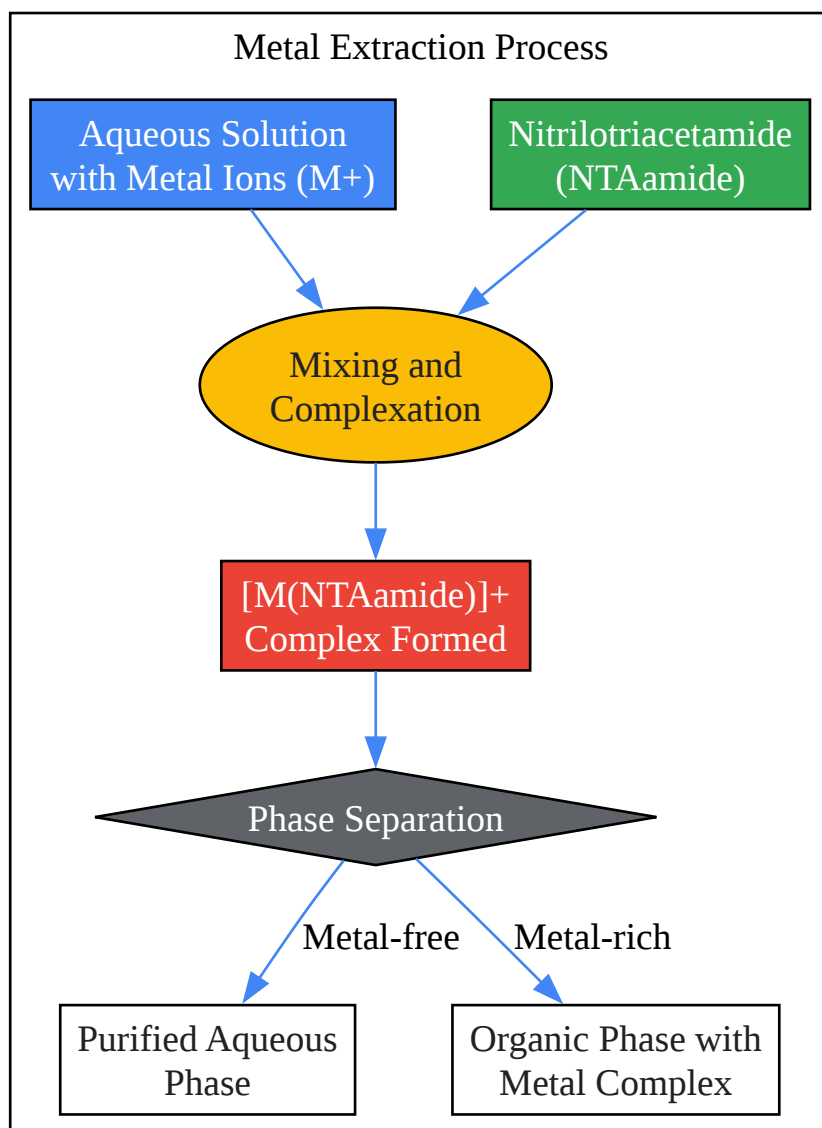 Metal Extraction Process
Aqueous Solution
with Metal Ions (M+)
Nitrilotriacetamide
(NTAamide)
Mixing and
Complexation
[M(NTAamide)]+
Complex Formed
Phase Separation
Metal-free
Metal-rich
Purified Aqueous
Phase
Organic Phase with
Metal Complex